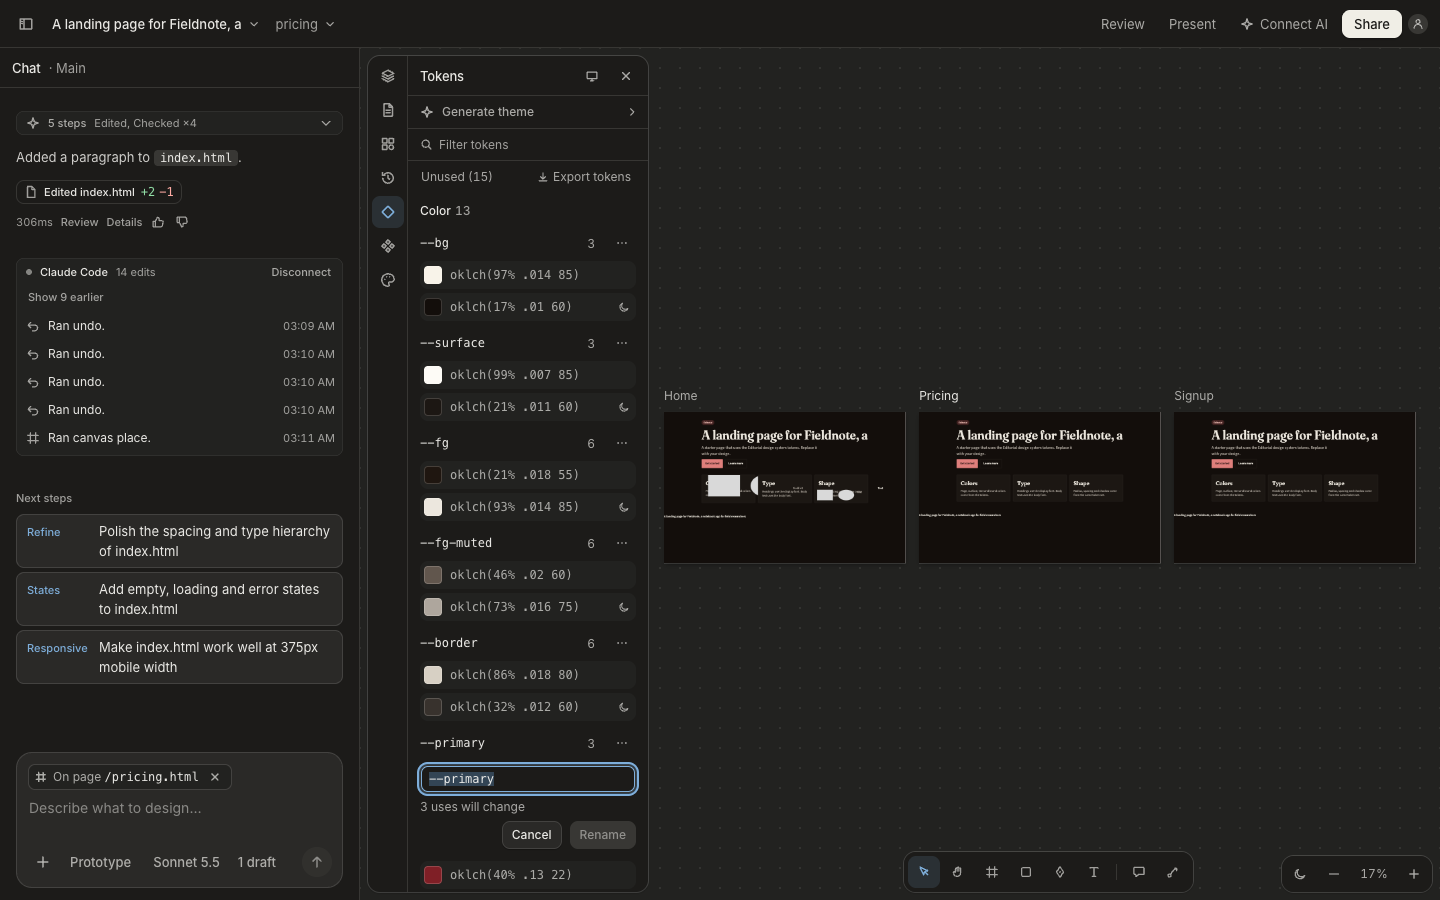 A landing page for Fieldnote, a
pricing
Review
Present
Connect AI
Share
Chat · Main
5 steps Edited, Checked ×4
Added a paragraph to index.html.
Edited index.html +2 −1
306ms Review Details
Claude Code 14 edits Disconnect
Show 9 earlier
Ran undo. 03:09 AM
Ran undo. 03:10 AM
Ran undo. 03:10 AM
Ran undo. 03:10 AM
Ran canvas place. 03:11 AM
Next steps
Refine Polish the spacing and type hierarchy
of index.html
States Add empty, loading and error states
to index.html
Responsive Make index.html work well at 375px
mobile width
On page /pricing.html
Describe what to design...
Prototype Sonnet 5.5 1 draft
Tokens
Generate theme
Filter tokens
Unused (15) Export tokens
Color 13
--bg 3
oklch(97% .014 85)
oklch(17% .01 60)
--surface 3
oklch(99% .007 85)
oklch(21% .011 60)
--fg 6
oklch(21% .018 55)
oklch(93% .014 85)
--fg-muted 6
oklch(46% .02 60)
oklch(73% .016 75)
--border 6
oklch(86% .018 80)
oklch(32% .012 60)
--primary 3
--primary
3 uses will change
Cancel Rename
oklch(40% .13 22)
Home
A landing page for Fieldnote, a
Type
Shape
Pricing
A landing page for Fieldnote, a
Colors
Type
Shape
Signup
A landing page for Fieldnote, a
Colors
Type
Shape
17%